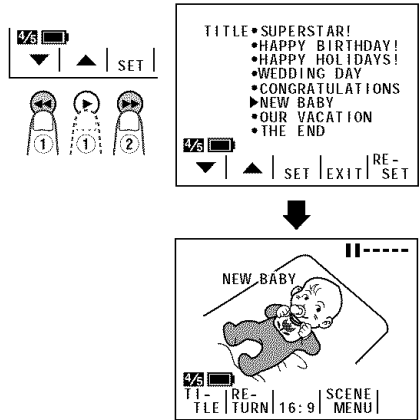 4/5
SET
1 1 2
TITLE•SUPERSTAR!
•HAPPY BIRTHDAY!
•HAPPY HOLIDAYS!
•WEDDING DAY
•CONGRATULATIONS
▶NEW BABY
•OUR VACATION
•THE END
4/5
SET EXIT RE-SET
NEW BABY
4/5
TI-TLE RE-TURN 16:9 SCENE MENU